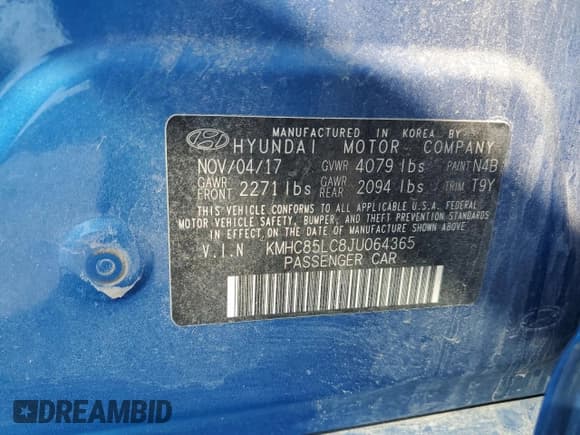 MANUFACTURED IN KOREA BY
HYUNDAI MOTOR COMPANY
NOV/04/17 GVWR 4079 lbs PAINT N4B
GAWR FRONT 2271 lbs GAWR REAR 2094 lbs TRIM T9Y
THIS VEHICLE CONFORMS TO ALL APPLICABLE U.S.A. FEDERAL
MOTOR VEHICLE SAFETY, BUMPER, AND THEFT PREVENTION
STANDARDS IN EFFECT ON THE DATE OF MANUFACTURE SHOWN ABOVE.
V.I.N KMHC85LC8JU064365
PASSENGER CAR
DREAMBID